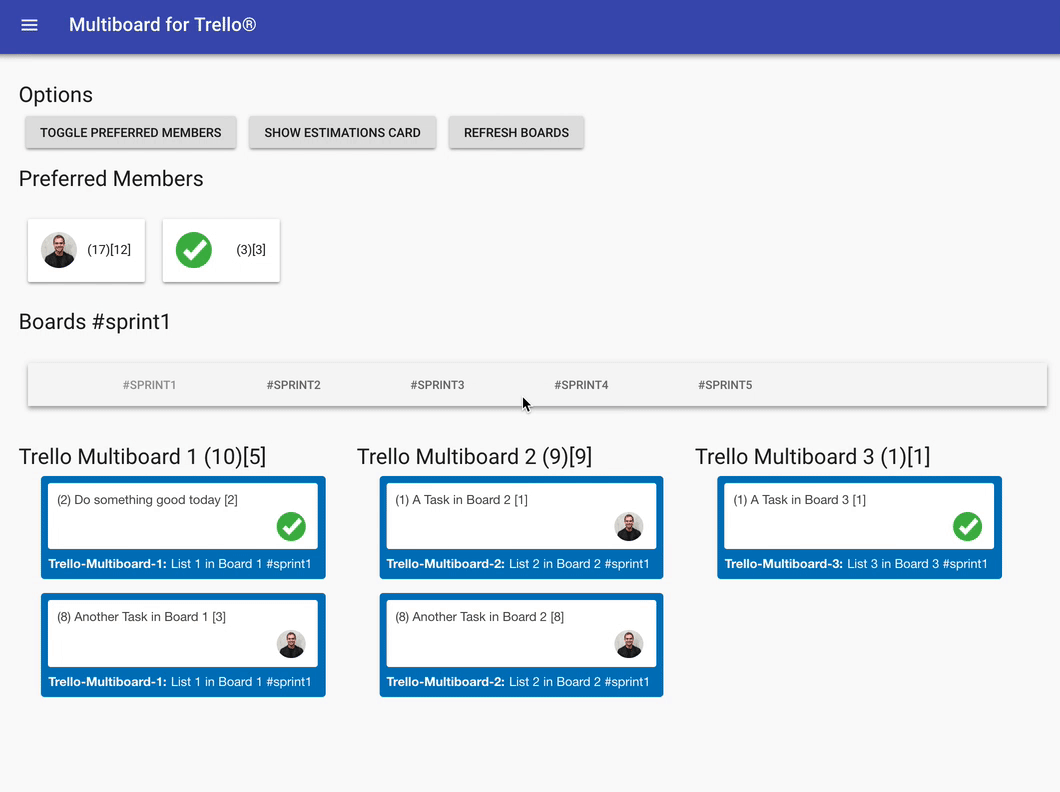 Multiboard for Trello®
Options
TOGGLE PREFERRED MEMBERS SHOW ESTIMATIONS CARD REFRESH BOARDS
Preferred Members
(17)[12] (3)[3]
Boards #sprint1
#SPRINT1 #SPRINT2 #SPRINT3 #SPRINT4 #SPRINT5
Trello Multiboard 1 (10)[5]
(2) Do something good today [2]
Trello-Multiboard-1: List 1 in Board 1 #sprint1
(8) Another Task in Board 1 [3]
Trello-Multiboard-1: List 1 in Board 1 #sprint1
Trello Multiboard 2 (9)[9]
(1) A Task in Board 2 [1]
Trello-Multiboard-2: List 2 in Board 2 #sprint1
(8) Another Task in Board 2 [8]
Trello-Multiboard-2: List 2 in Board 2 #sprint1
Trello Multiboard 3 (1)[1]
(1) A Task in Board 3 [1]
Trello-Multiboard-3: List 3 in Board 3 #sprint1